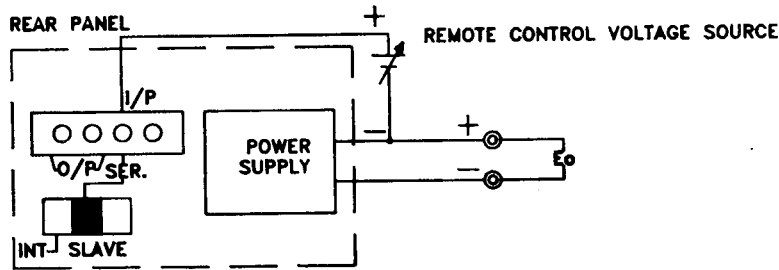 REAR PANEL
+
REMOTE CONTROL VOLTAGE SOURCE
I/P
O/P SER.
POWER
SUPPLY
− +
−
Eo
INT SLAVE